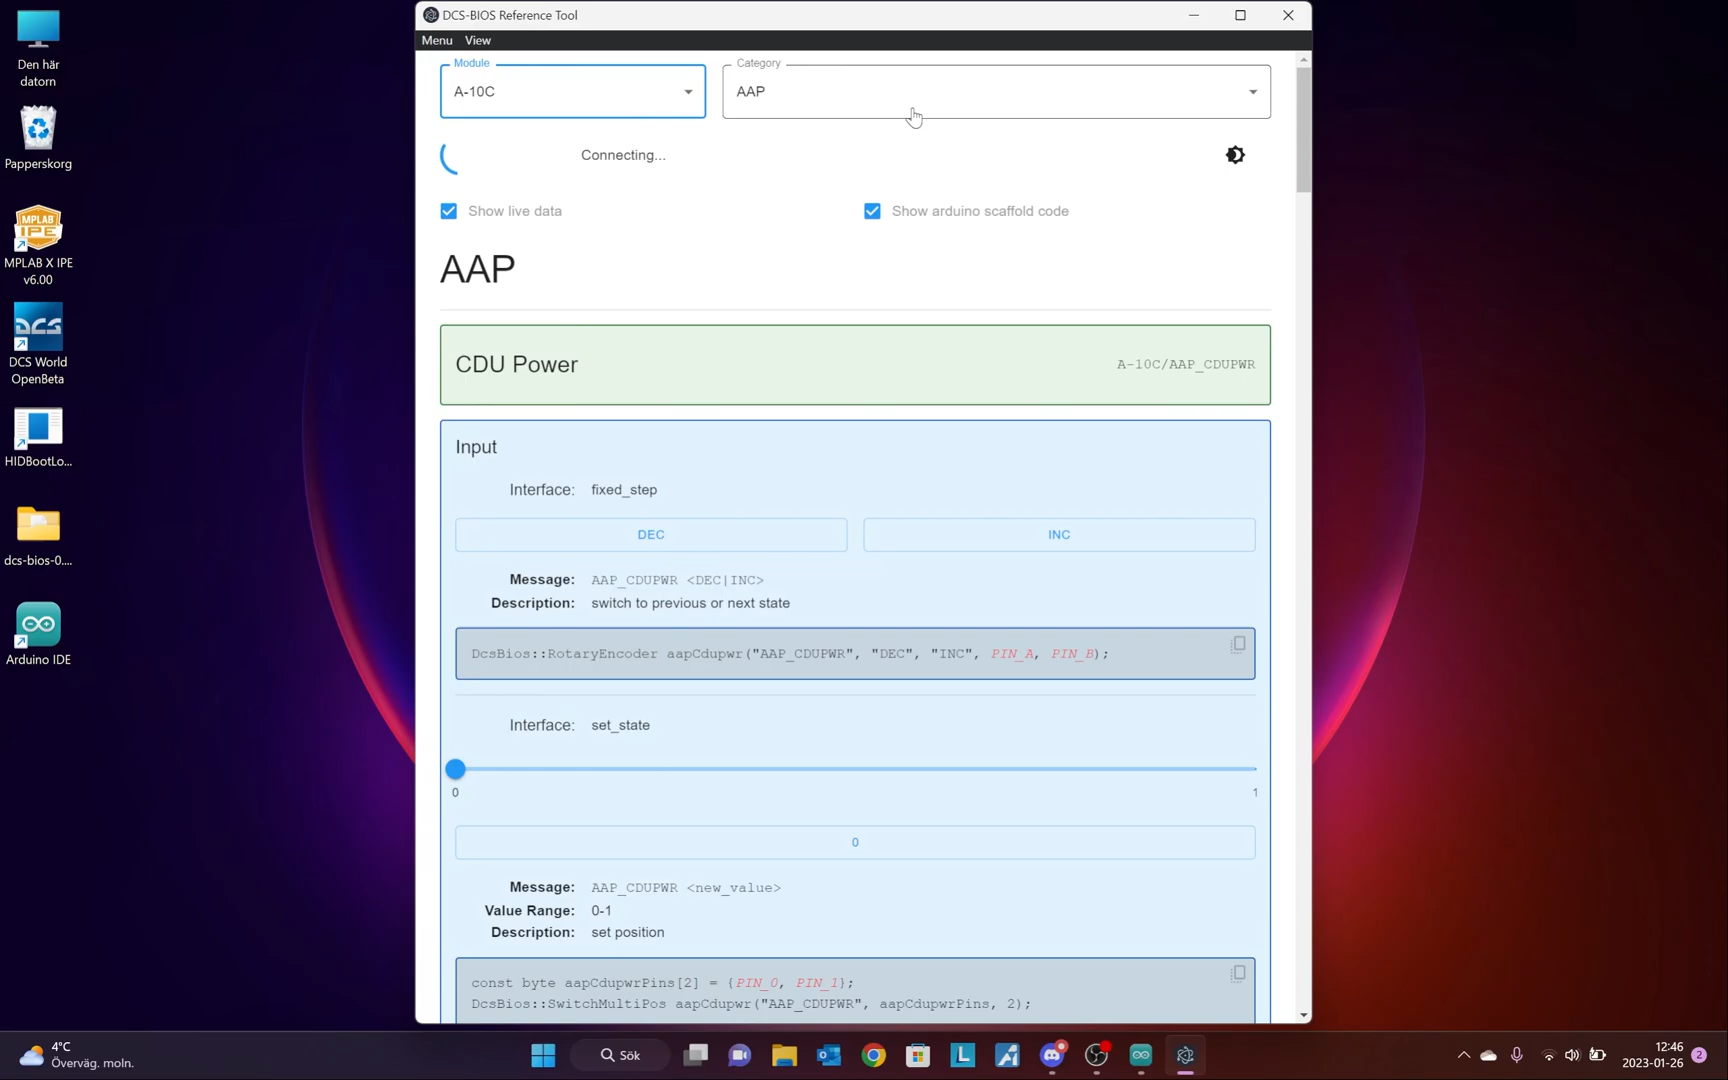 Den här
datorn
Papperskorg
MPLAB
IPE
MPLAB X IPE
v6.00
DCS
DCS World
OpenBeta
HIDBootLo...
dcs-bios-0....
Arduino IDE
DCS-BIOS Reference Tool
Menu View
Module
A-10C
Category
AAP
Connecting...
Show live data
Show arduino scaffold code
AAP
CDU Power
A-10C/AAP_CDUPWR
Input
Interface: fixed_step
DEC
INC
Message: AAP_CDUPWR <DEC|INC>
Description: switch to previous or next state
DcsBios::RotaryEncoder aapCdupwr("AAP_CDUPWR", "DEC", "INC", PIN_A, PIN_B);
Interface: set_state
0
1
0
Message: AAP_CDUPWR <new_value>
Value Range: 0-1
Description: set position
const byte aapCdupwrPins[2] = {PIN_0, PIN_1};
DcsBios::SwitchMultiPos aapCdupwr("AAP_CDUPWR", aapCdupwrPins, 2);
4°C
Överväg. moln.
Sök
L
12:46
2023-01-26
2